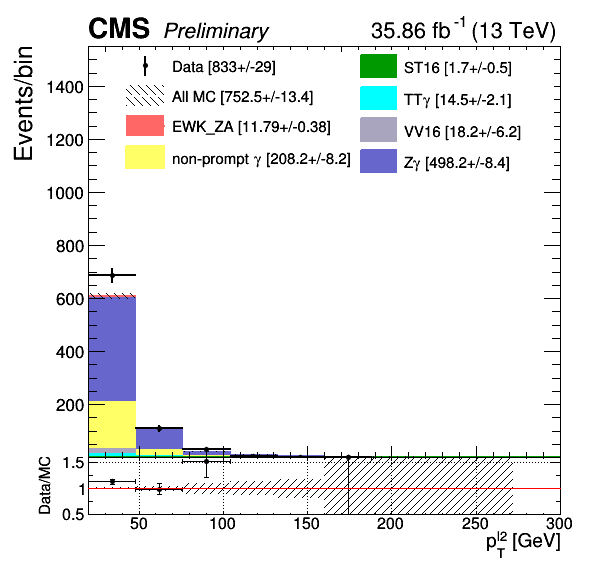 CMS Preliminary 35.86 fb⁻¹ (13 TeV)
Events/bin
1400
1200
1000
800
600
400
200
Data [833+/-29]
All MC [752.5+/-13.4]
EWK_ZA [11.79+/-0.38]
non-prompt γ [208.2+/-8.2]
ST16 [1.7+/-0.5]
TTγ [14.5+/-2.1]
VV16 [18.2+/-6.2]
Zγ [498.2+/-8.4]
Data/MC
1.5
1
0.5
50 100 150 200 250 300
p_T^l2 [GeV]